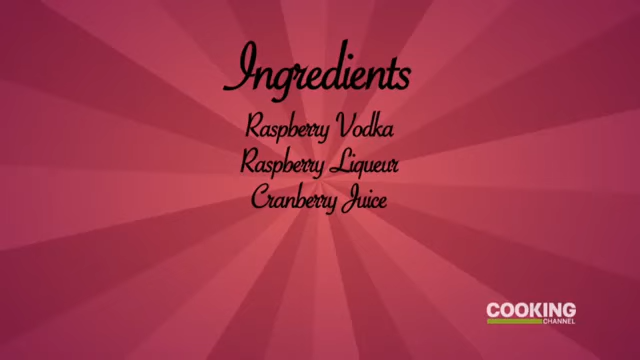 Ingredients
Raspberry Vodka
Raspberry Liqueur
Cranberry Juice
COOKING
CHANNEL